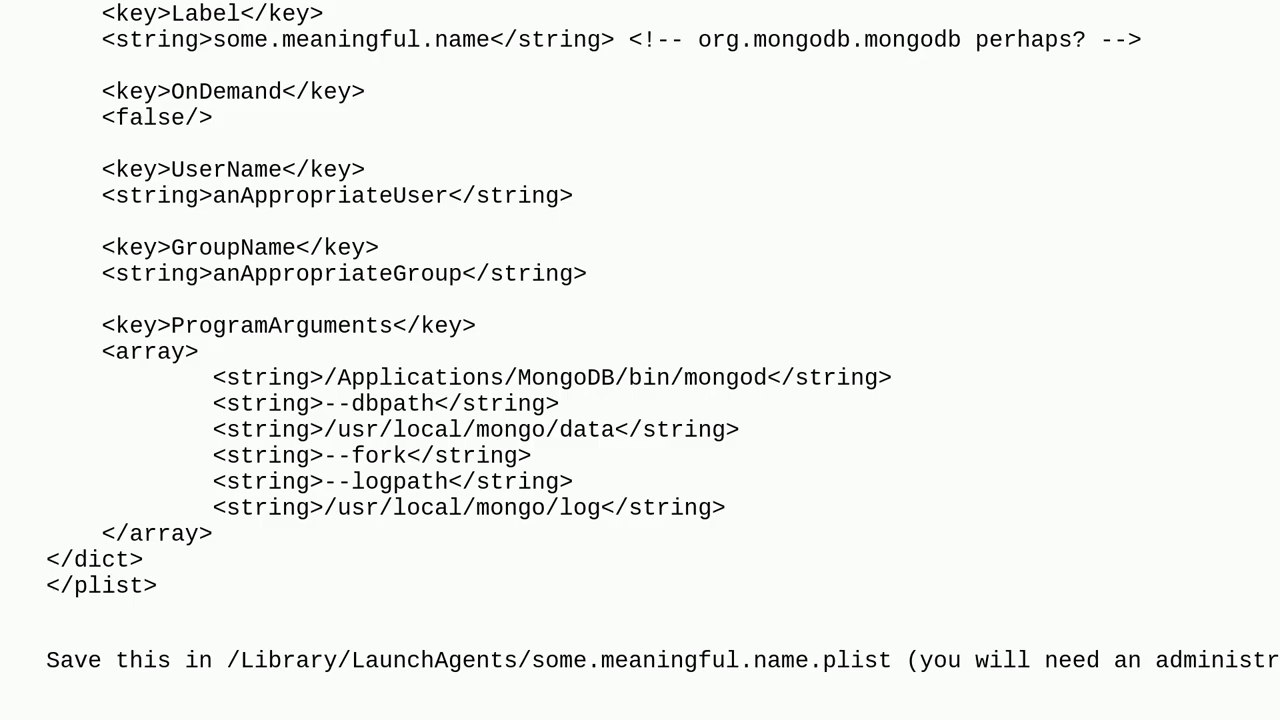 <key>Label</key>
<string>some.meaningful.name</string> <!-- org.mongodb.mongodb perhaps? -->
<key>OnDemand</key>
<false/>
<key>UserName</key>
<string>anAppropriateUser</string>
<key>GroupName</key>
<string>anAppropriateGroup</string>
<key>ProgramArguments</key>
<array>
<string>/Applications/MongoDB/bin/mongod</string>
<string>--dbpath</string>
<string>/usr/local/mongo/data</string>
<string>--fork</string>
<string>--logpath</string>
<string>/usr/local/mongo/log</string>
</array>
</dict>
</plist>
Save this in /Library/LaunchAgents/some.meaningful.name.plist (you will need an administr